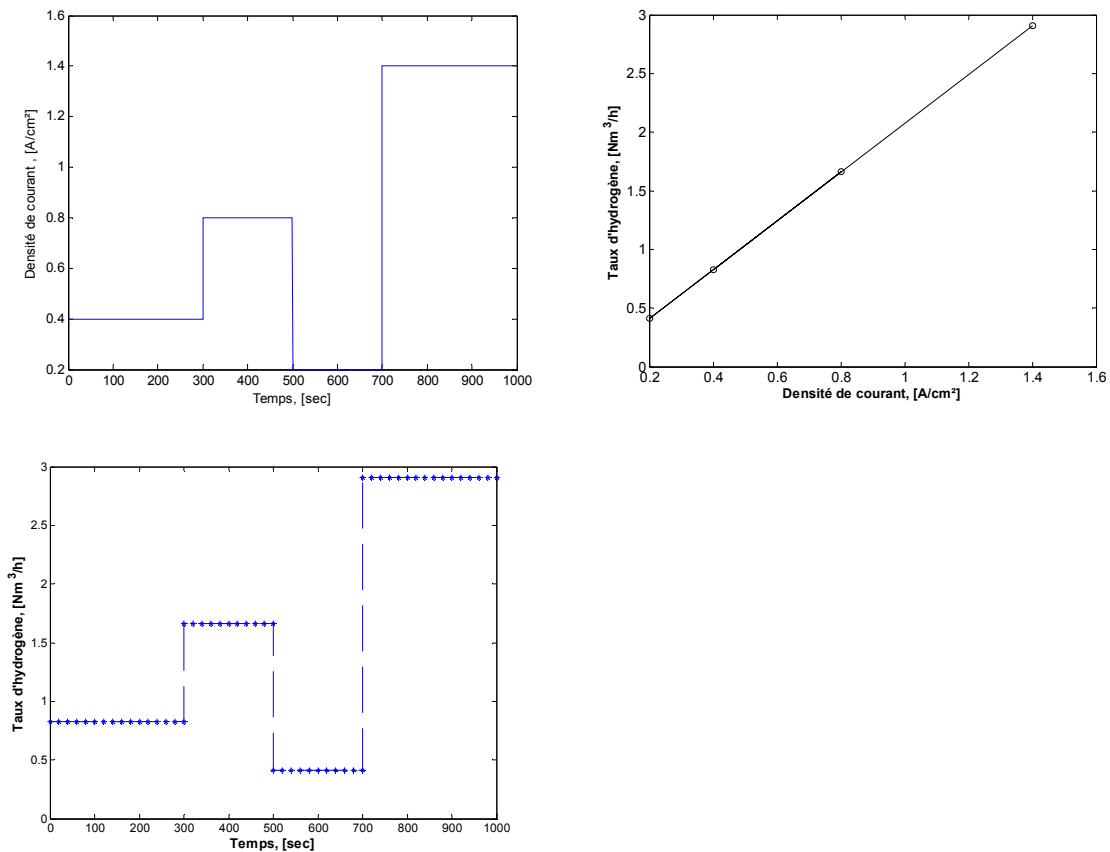 1.6
1.4
1.2
1
0.8
0.6
0.4
0.2
Densité de courant , [A/cm²]
0 100 200 300 400 500 600 700 800 900 1000
Temps, [sec]
3
2.5
2
1.5
1
0.5
0
Taux d'hydrogène, [Nm ³/h]
0.2 0.4 0.6 0.8 1 1.2 1.4 1.6
Densité de courant, [A/cm²]
3
2.5
2
1.5
1
0.5
0
Taux d'hydrogène, [Nm ³/h]
0 100 200 300 400 500 600 700 800 900 1000
Temps, [sec]